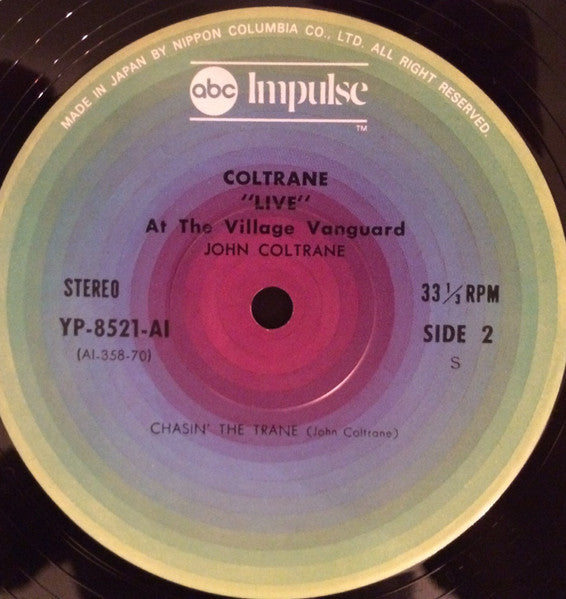 MADE IN JAPAN BY NIPPON COLUMBIA CO., LTD. ALL RIGHT RESERVED.
abc Impulse
TM
COLTRANE
"LIVE"
At The Village Vanguard
JOHN COLTRANE
STEREO
33 1/3 RPM
YP-8521-AI
SIDE 2
(AI-358-70)
S
CHASIN' THE TRANE (John Coltrane)